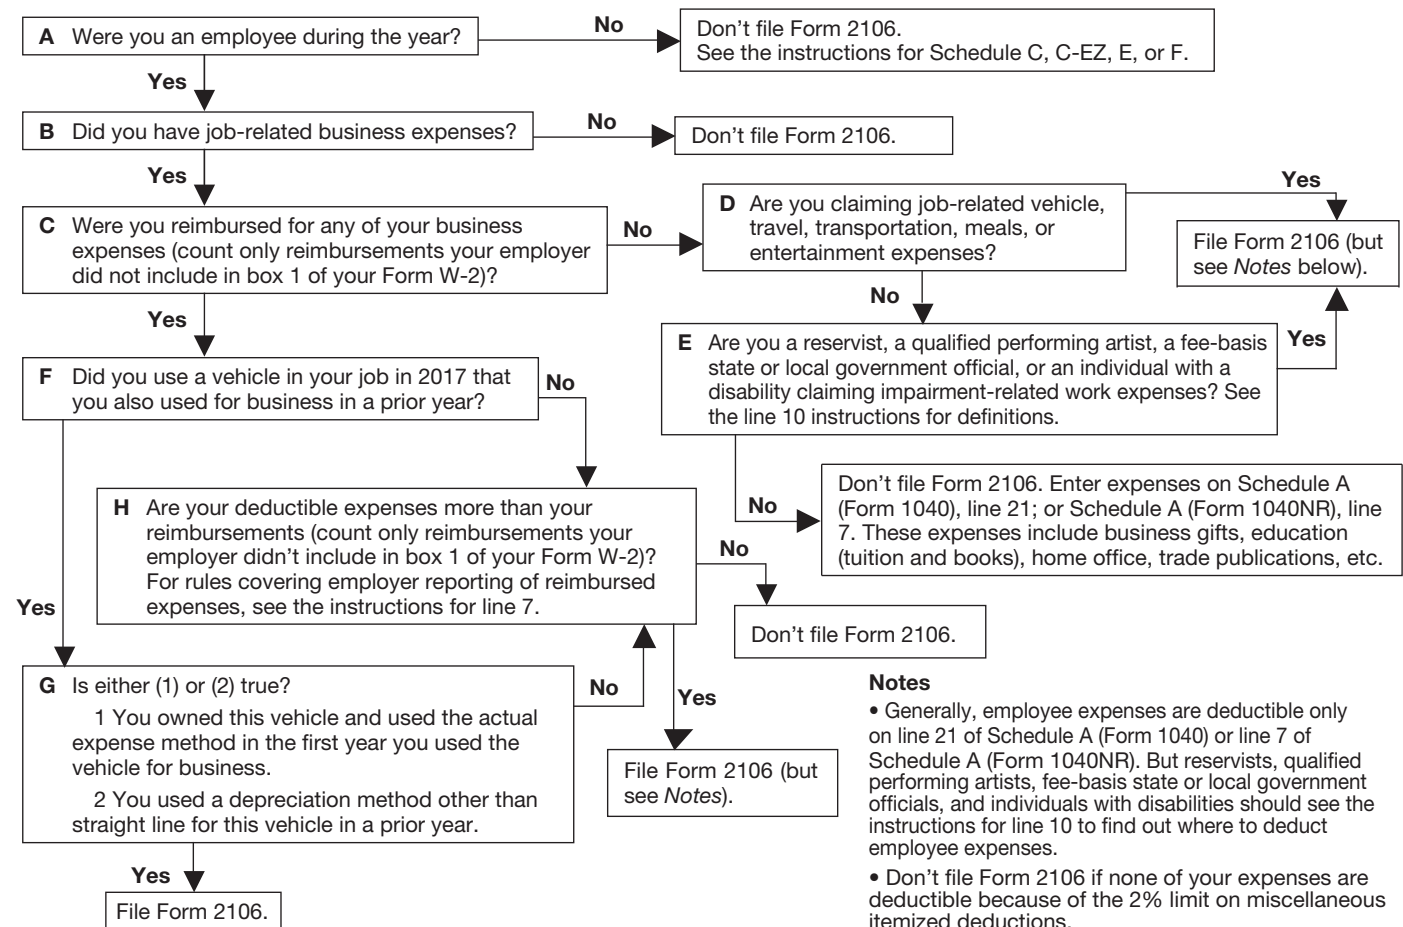 A Were you an employee during the year?
No
Don't file Form 2106.
See the instructions for Schedule C, C-EZ, E, or F.
Yes
B Did you have job-related business expenses?
No
Don't file Form 2106.
Yes
C Were you reimbursed for any of your business
expenses (count only reimbursements your employer
did not include in box 1 of your Form W-2)?
No
D Are you claiming job-related vehicle,
travel, transportation, meals, or
entertainment expenses?
Yes
File Form 2106 (but
see Notes below).
No
Yes
E Are you a reservist, a qualified performing artist, a fee-basis
state or local government official, or an individual with a
disability claiming impairment-related work expenses? See
the line 10 instructions for definitions.
Yes
F Did you use a vehicle in your job in 2017 that
you also used for business in a prior year?
No
No
Don't file Form 2106. Enter expenses on Schedule A
(Form 1040), line 21; or Schedule A (Form 1040NR), line
7. These expenses include business gifts, education
(tuition and books), home office, trade publications, etc.
H Are your deductible expenses more than your
reimbursements (count only reimbursements your
employer didn't include in box 1 of your Form W-2)?
For rules covering employer reporting of reimbursed
expenses, see the instructions for line 7.
No
Don't file Form 2106.
Yes
G Is either (1) or (2) true?
1 You owned this vehicle and used the actual
expense method in the first year you used the
vehicle for business.
2 You used a depreciation method other than
straight line for this vehicle in a prior year.
No
Yes
File Form 2106 (but
see Notes).
Yes
File Form 2106.
Notes
• Generally, employee expenses are deductible only
on line 21 of Schedule A (Form 1040) or line 7 of
Schedule A (Form 1040NR). But reservists, qualified
performing artists, fee-basis state or local government
officials, and individuals with disabilities should see the
instructions for line 10 to find out where to deduct
employee expenses.
• Don't file Form 2106 if none of your expenses are
deductible because of the 2% limit on miscellaneous
itemized deductions.